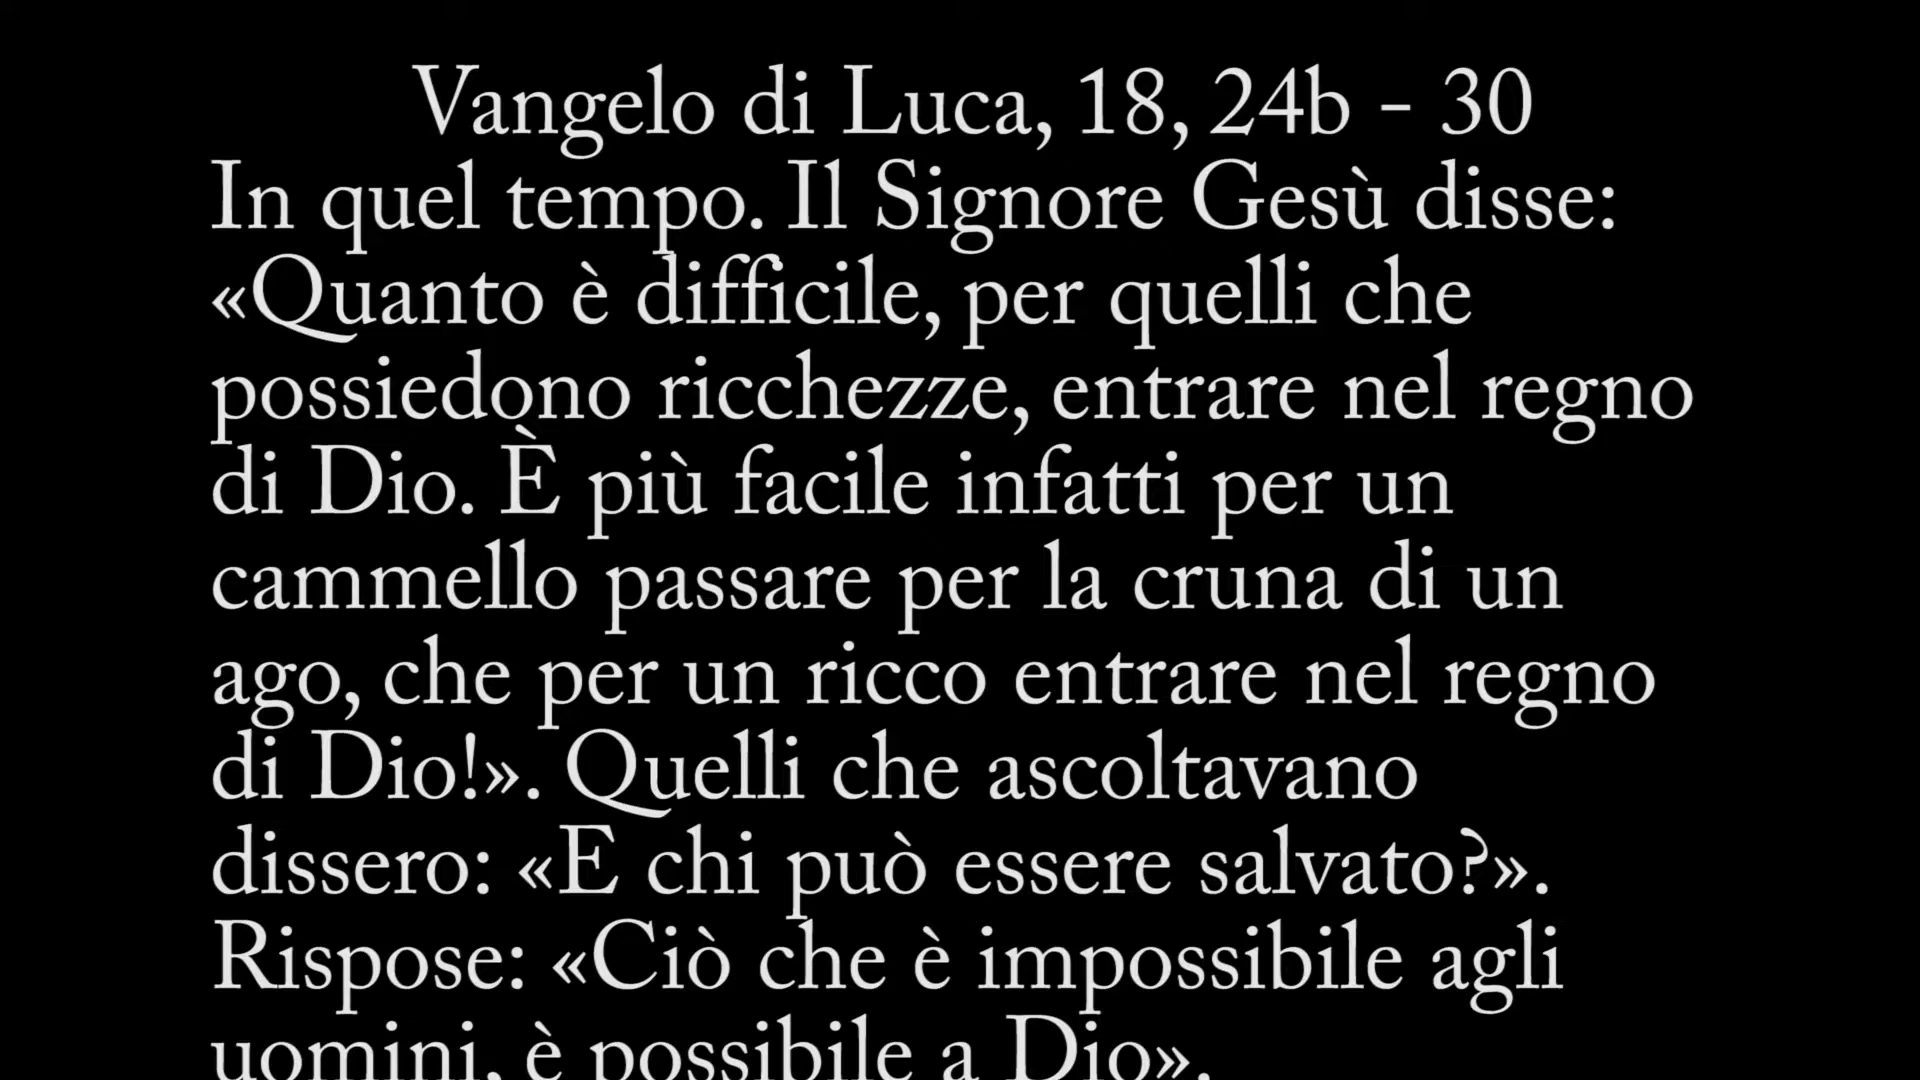 Vangelo di Luca, 18, 24b - 30
In quel tempo. Il Signore Gesù disse:
«Quanto è difficile, per quelli che
possiedono ricchezze, entrare nel regno
di Dio. È più facile infatti per un
cammello passare per la cruna di un
ago, che per un ricco entrare nel regno
di Dio!». Quelli che ascoltavano
dissero: «E chi può essere salvato?».
Rispose: «Ciò che è impossibile agli
uomini, è possibile a Dio».